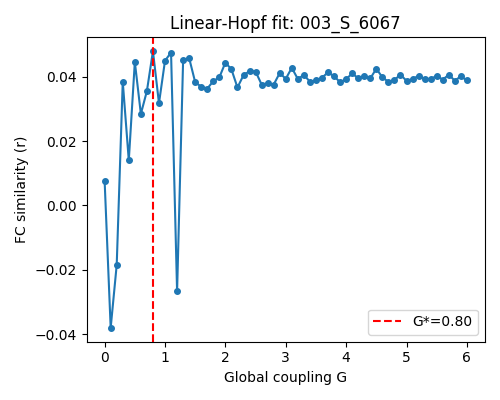 Linear-Hopf fit: 003_S_6067
FC similarity (r)
0.04
0.02
0.00
−0.02
−0.04
G*=0.80
0 1 2 3 4 5 6
Global coupling G